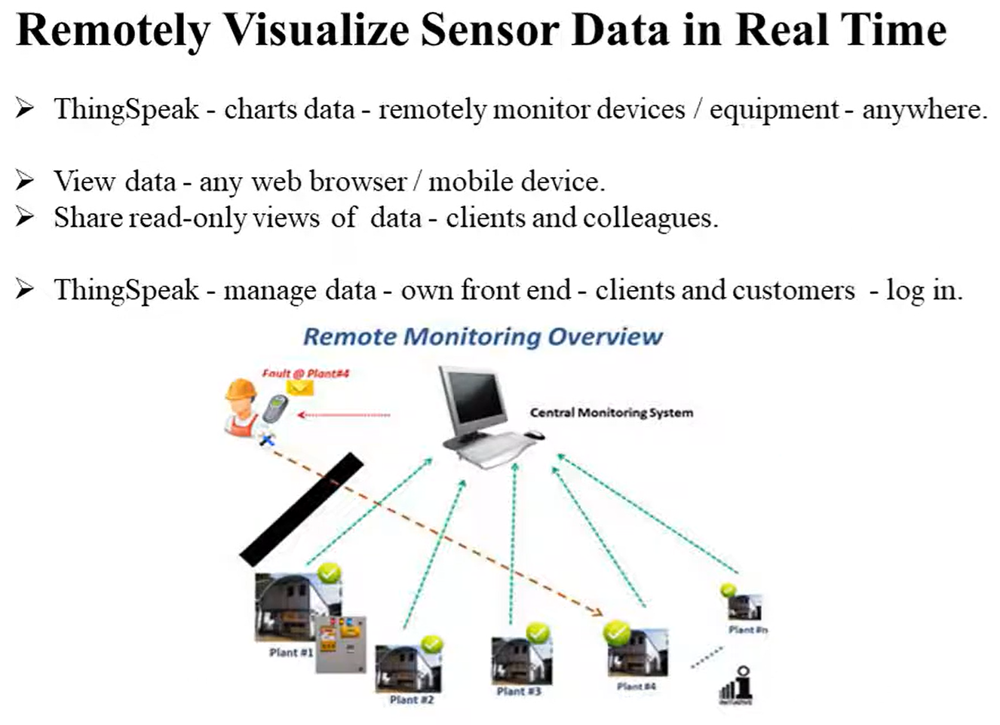 Remotely Visualize Sensor Data in Real Time
➢ ThingSpeak - charts data - remotely monitor devices / equipment - anywhere.
➢ View data - any web browser / mobile device.
➢ Share read-only views of data - clients and colleagues.
➢ ThingSpeak - manage data - own front end - clients and customers - log in.
Remote Monitoring Overview
Fault @ Plant#4
Central Monitoring System
Plant #1
Plant #2
Plant #3
Plant #4
Plant #n